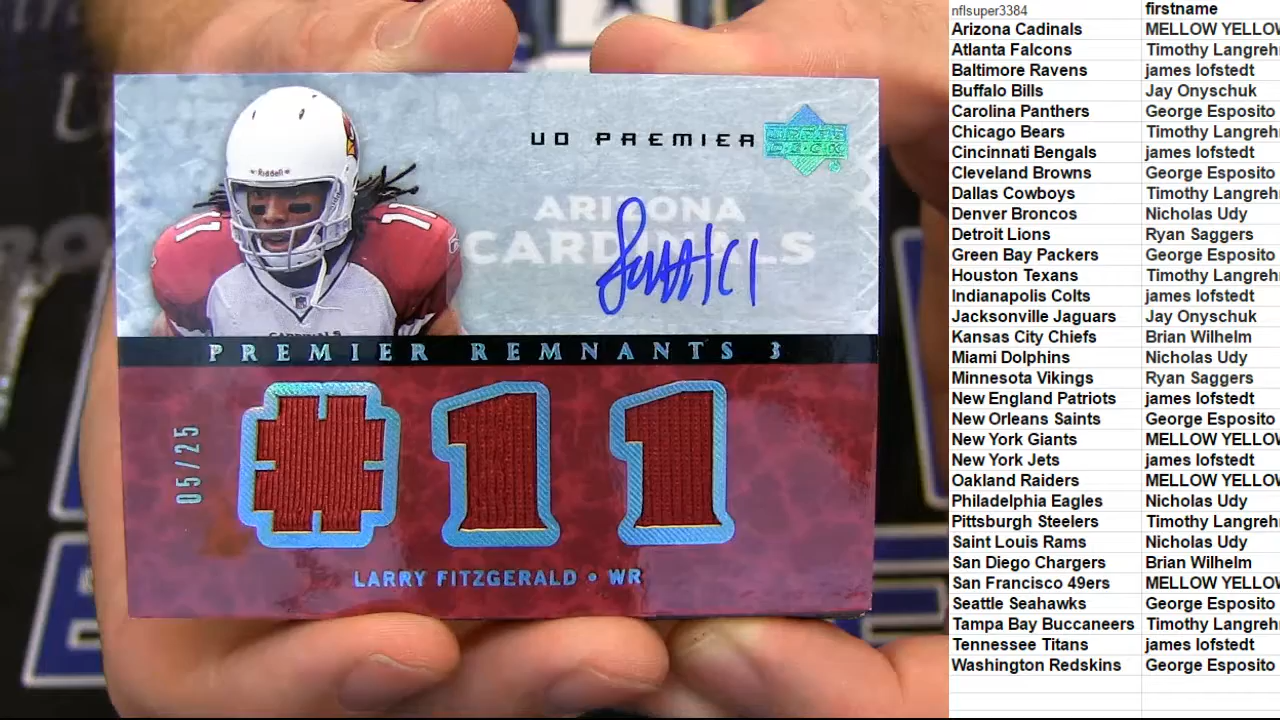 UD PREMIER
UPPER
DECK
Riddell
11
11
ARIZONA
CARDINALS
CARDINALS
PREMIER REMNANTS 3
05/25
#11
LARRY FITZGERALD • WR
nflsuper3384 firstname
Arizona Cadinals MELLOW YELLOW
Atlanta Falcons Timothy Langreh
Baltimore Ravens james lofstedt
Buffalo Bills Jay Onyschuk
Carolina Panthers George Esposito
Chicago Bears Timothy Langreh
Cincinnati Bengals james lofstedt
Cleveland Browns George Esposito
Dallas Cowboys Timothy Langreh
Denver Broncos Nicholas Udy
Detroit Lions Ryan Saggers
Green Bay Packers George Esposito
Houston Texans Timothy Langreh
Indianapolis Colts james lofstedt
Jacksonville Jaguars Jay Onyschuk
Kansas City Chiefs Brian Wilhelm
Miami Dolphins Nicholas Udy
Minnesota Vikings Ryan Saggers
New England Patriots james lofstedt
New Orleans Saints George Esposito
New York Giants MELLOW YELLOW
New York Jets james lofstedt
Oakland Raiders MELLOW YELLOW
Philadelphia Eagles Nicholas Udy
Pittsburgh Steelers Timothy Langreh
Saint Louis Rams Nicholas Udy
San Diego Chargers Brian Wilhelm
San Francisco 49ers MELLOW YELLOW
Seattle Seahawks George Esposito
Tampa Bay Buccaneers Timothy Langreh
Tennessee Titans james lofstedt
Washington Redskins George Esposito